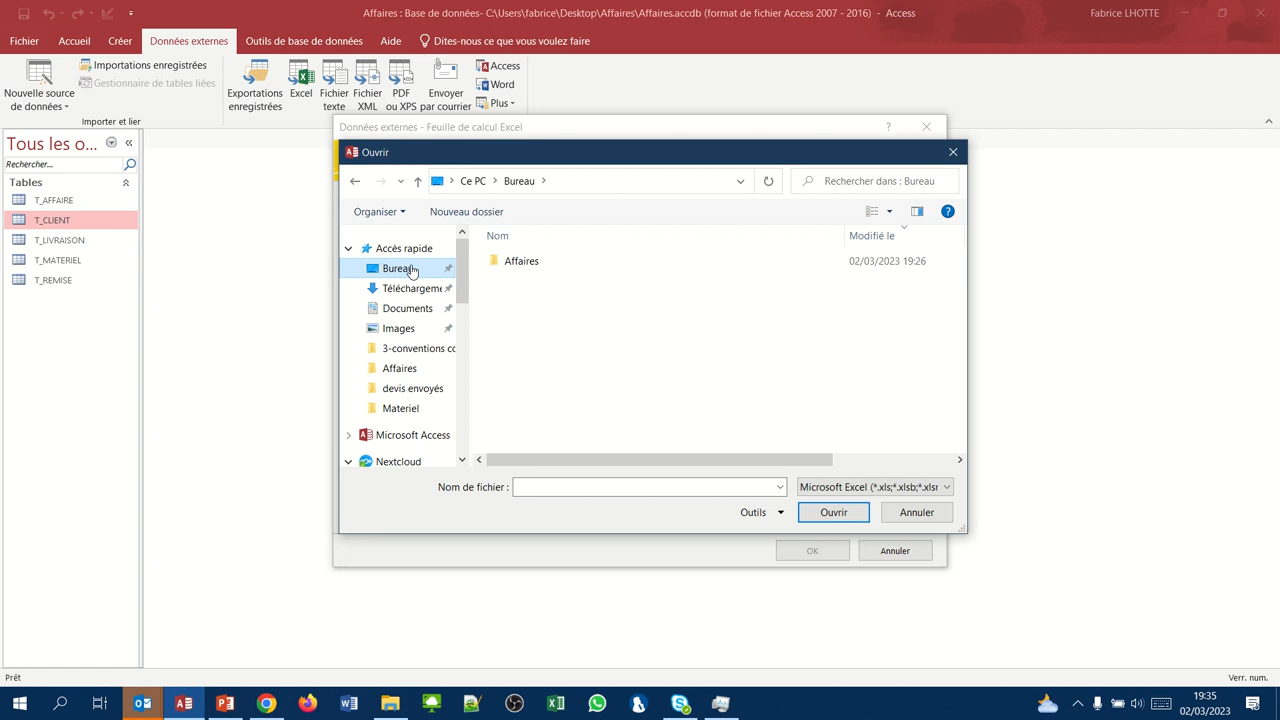 Affaires : Base de données- C:\Users\fabrice\Desktop\Affaires\Affaires.accdb (format de fichier Access 2007 - 2016) - Access
Fabrice LHOTTE
Fichier
Accueil
Créer
Données externes
Outils de base de données
Aide
Dites-nous ce que vous voulez faire
Nouvelle source
de données
Importations enregistrées
Gestionnaire de tables liées
Importer et lier
Exportations
enregistrées
Excel
Fichier
texte
Fichier
XML
PDF
ou XPS
Envoyer
par courrier
Access
Word
Plus
Tous les o...
Rechercher...
Tables
T_AFFAIRE
T_CLIENT
T_LIVRAISON
T_MATERIEL
T_REMISE
Données externes - Feuille de calcul Excel
?
Ouvrir
Ce PC > Bureau >
Rechercher dans : Bureau
Organiser
Nouveau dossier
Accès rapide
Bureau
Téléchargeme
Documents
Images
3-conventions co
Affaires
devis envoyés
Materiel
Microsoft Access
Nextcloud
Nom
Modifié le
Affaires
02/03/2023 19:26
Nom de fichier :
Microsoft Excel (*.xls;*.xlsb;*.xlsr
Outils
Ouvrir
Annuler
OK
Annuler
Prêt
Verr. num.
19:35
02/03/2023